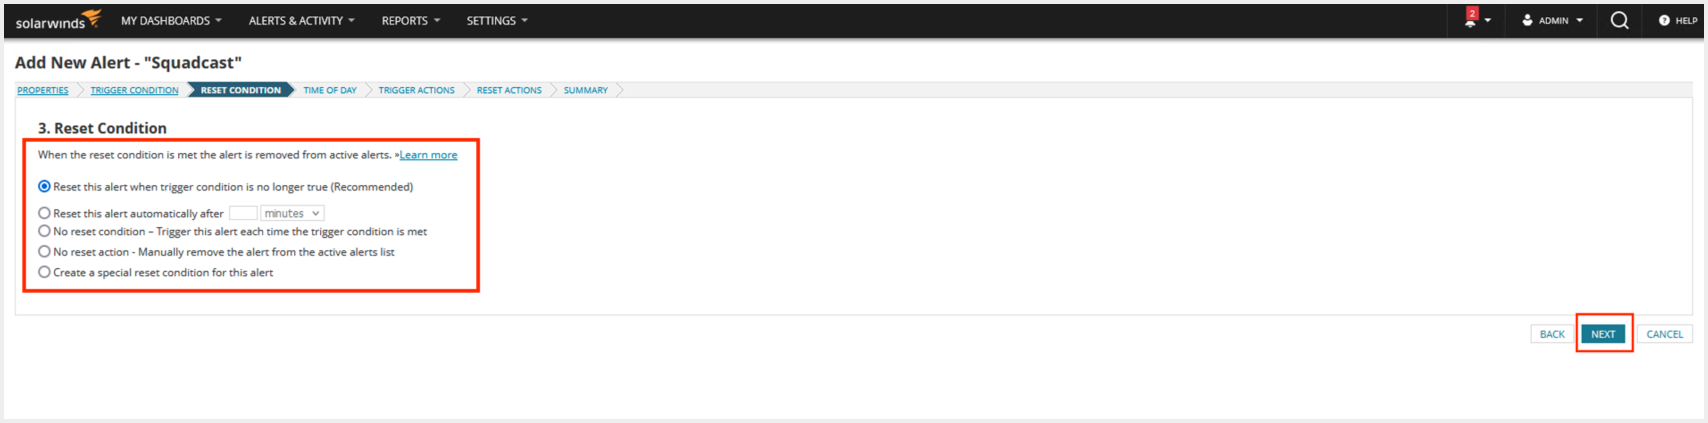 solarwinds MY DASHBOARDS ALERTS & ACTIVITY REPORTS SETTINGS 2 ADMIN ? HELP
Add New Alert - "Squadcast"
PROPERTIES TRIGGER CONDITION RESET CONDITION TIME OF DAY TRIGGER ACTIONS RESET ACTIONS SUMMARY
3. Reset Condition
When the reset condition is met the alert is removed from active alerts. »Learn more
Reset this alert when trigger condition is no longer true (Recommended)
Reset this alert automatically after minutes
No reset condition – Trigger this alert each time the trigger condition is met
No reset action - Manually remove the alert from the active alerts list
Create a special reset condition for this alert
BACK NEXT CANCEL